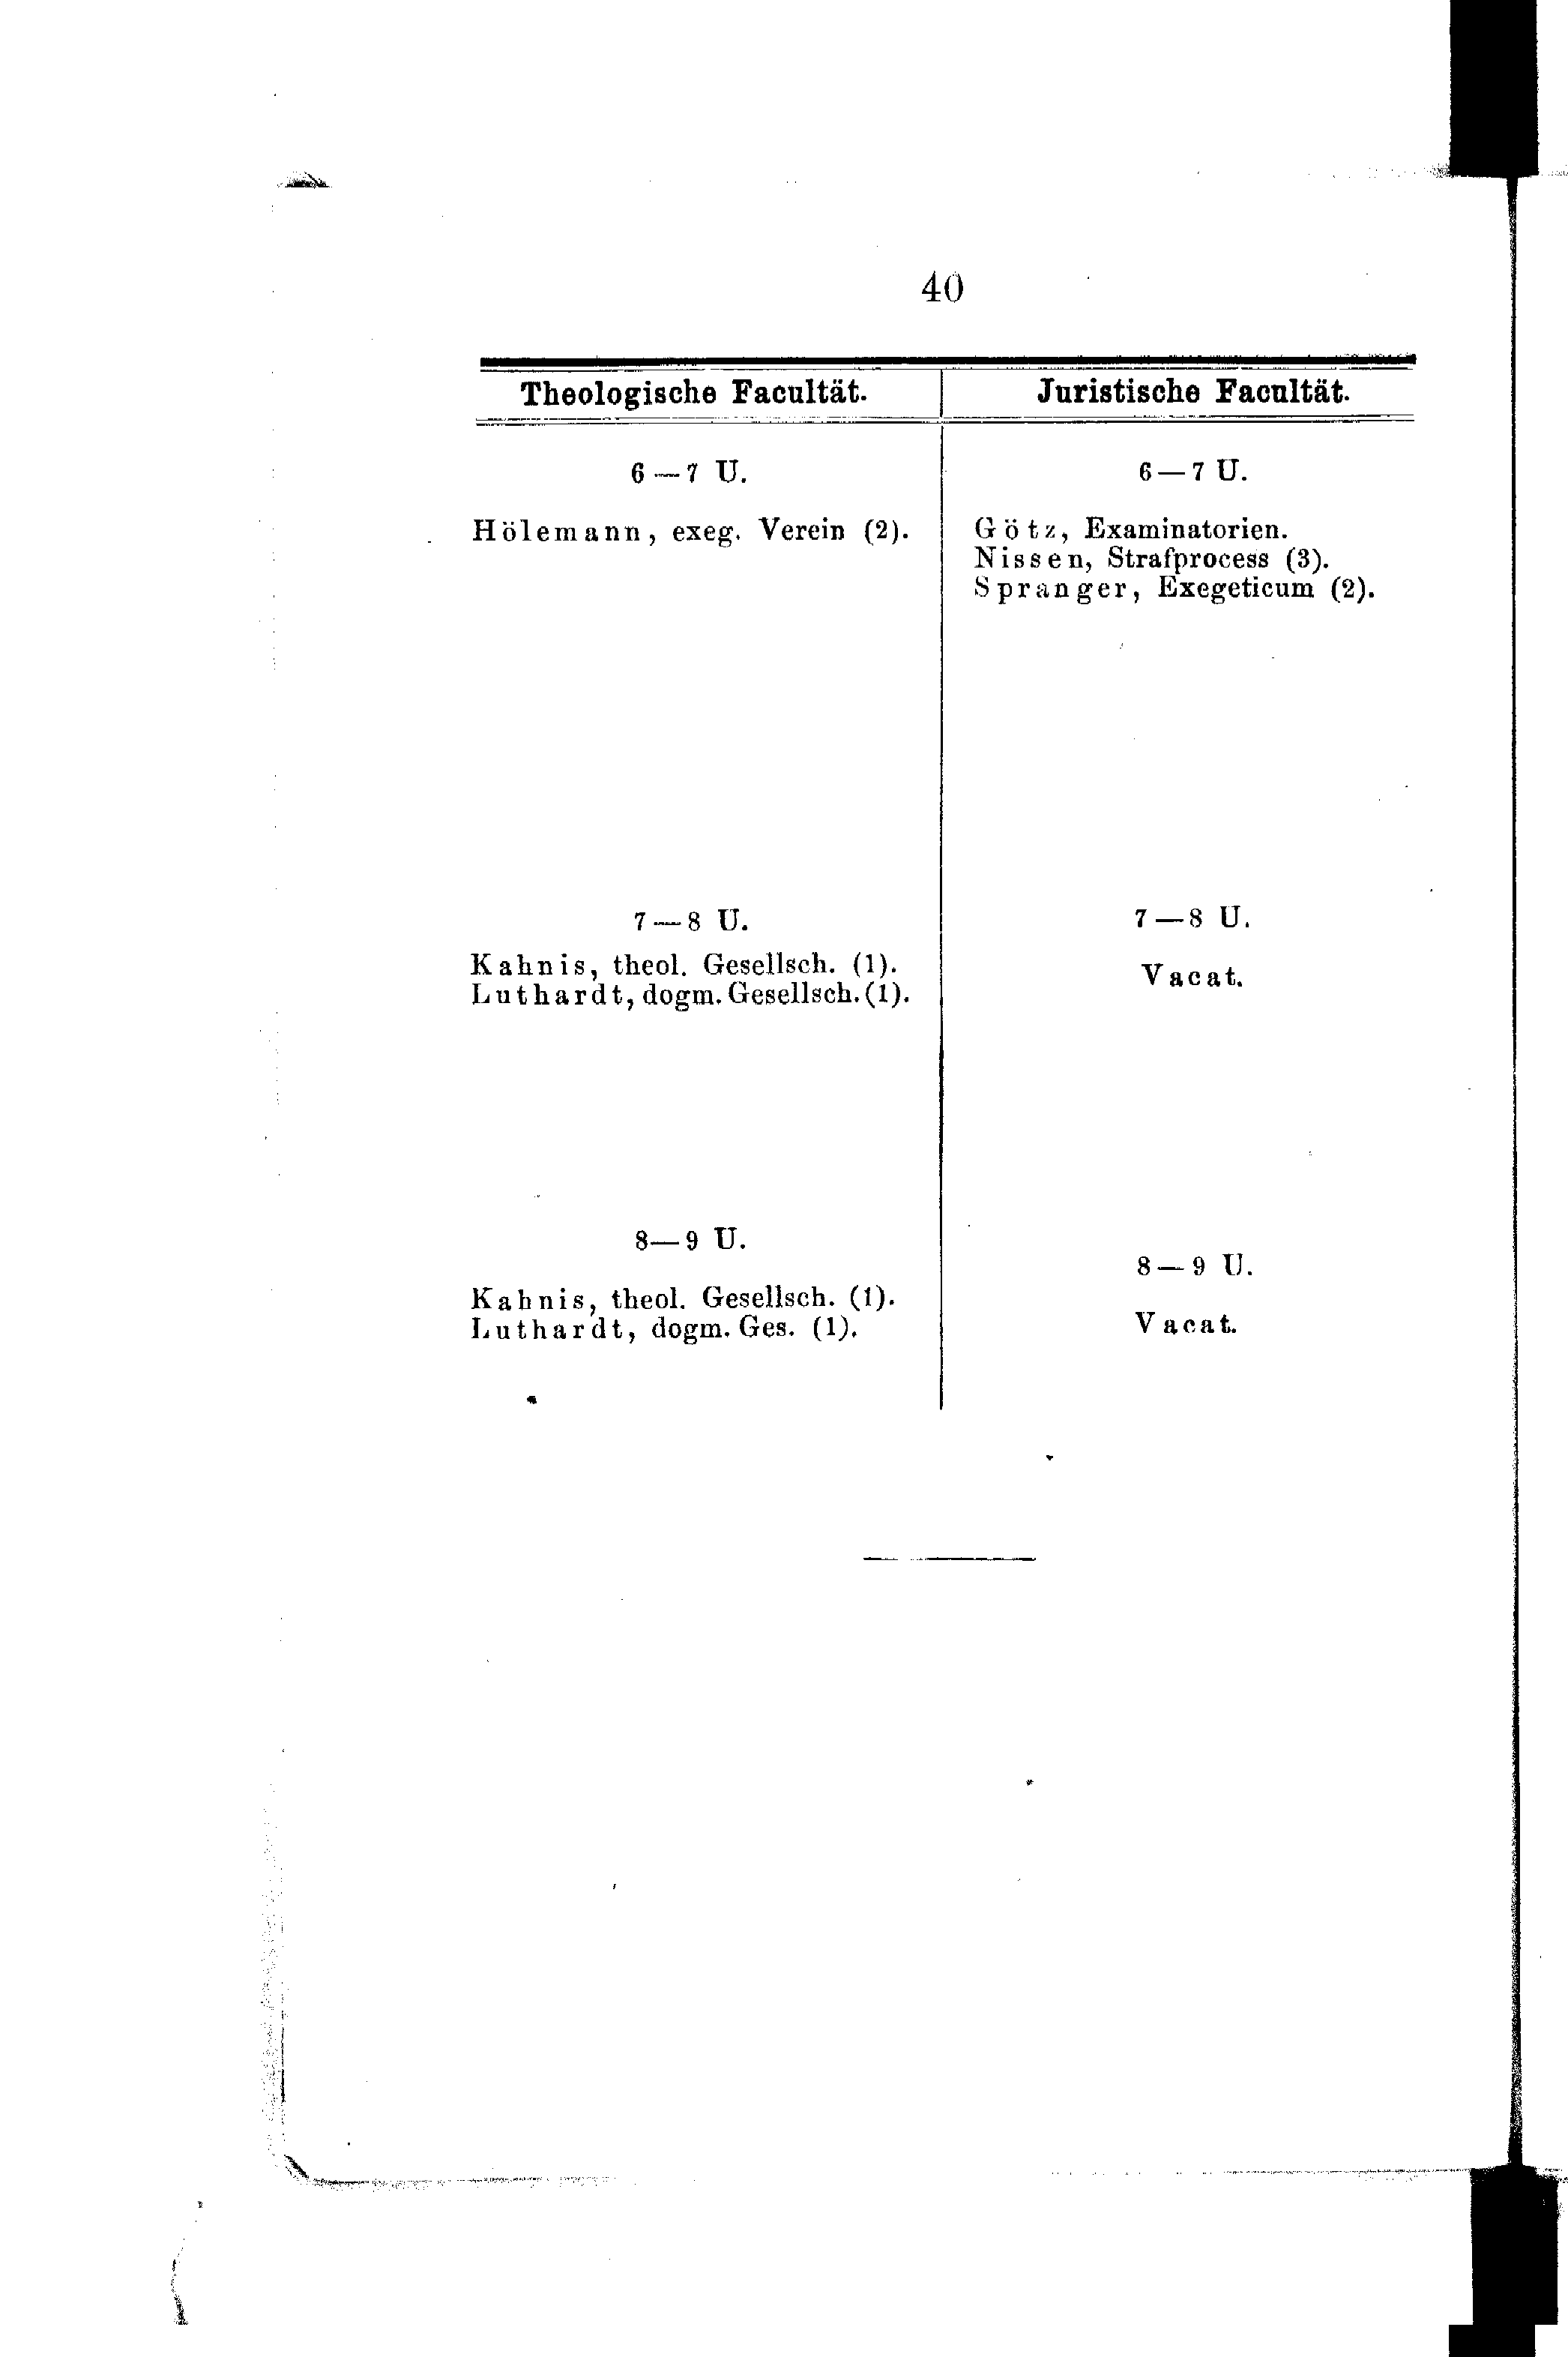 40
Theologische Facultät.
6—7 U.
Hölemann, exeg. Verein (2).
7—8 U.
Kahnis, theol. Gesellsch. (1).
Luthardt, dogm. Gesellsch. (1).
8—9 U.
Kahnis, theol. Gesellsch. (1).
Luthardt, dogm. Ges. (1).
Juristische Facultät.
6—7 U.
Götz, Examinatorien.
Nissen, Strafprocess (3).
Spranger, Exegeticum (2).
7—8 U.
Vacat.
8—9 U.
Vacat.